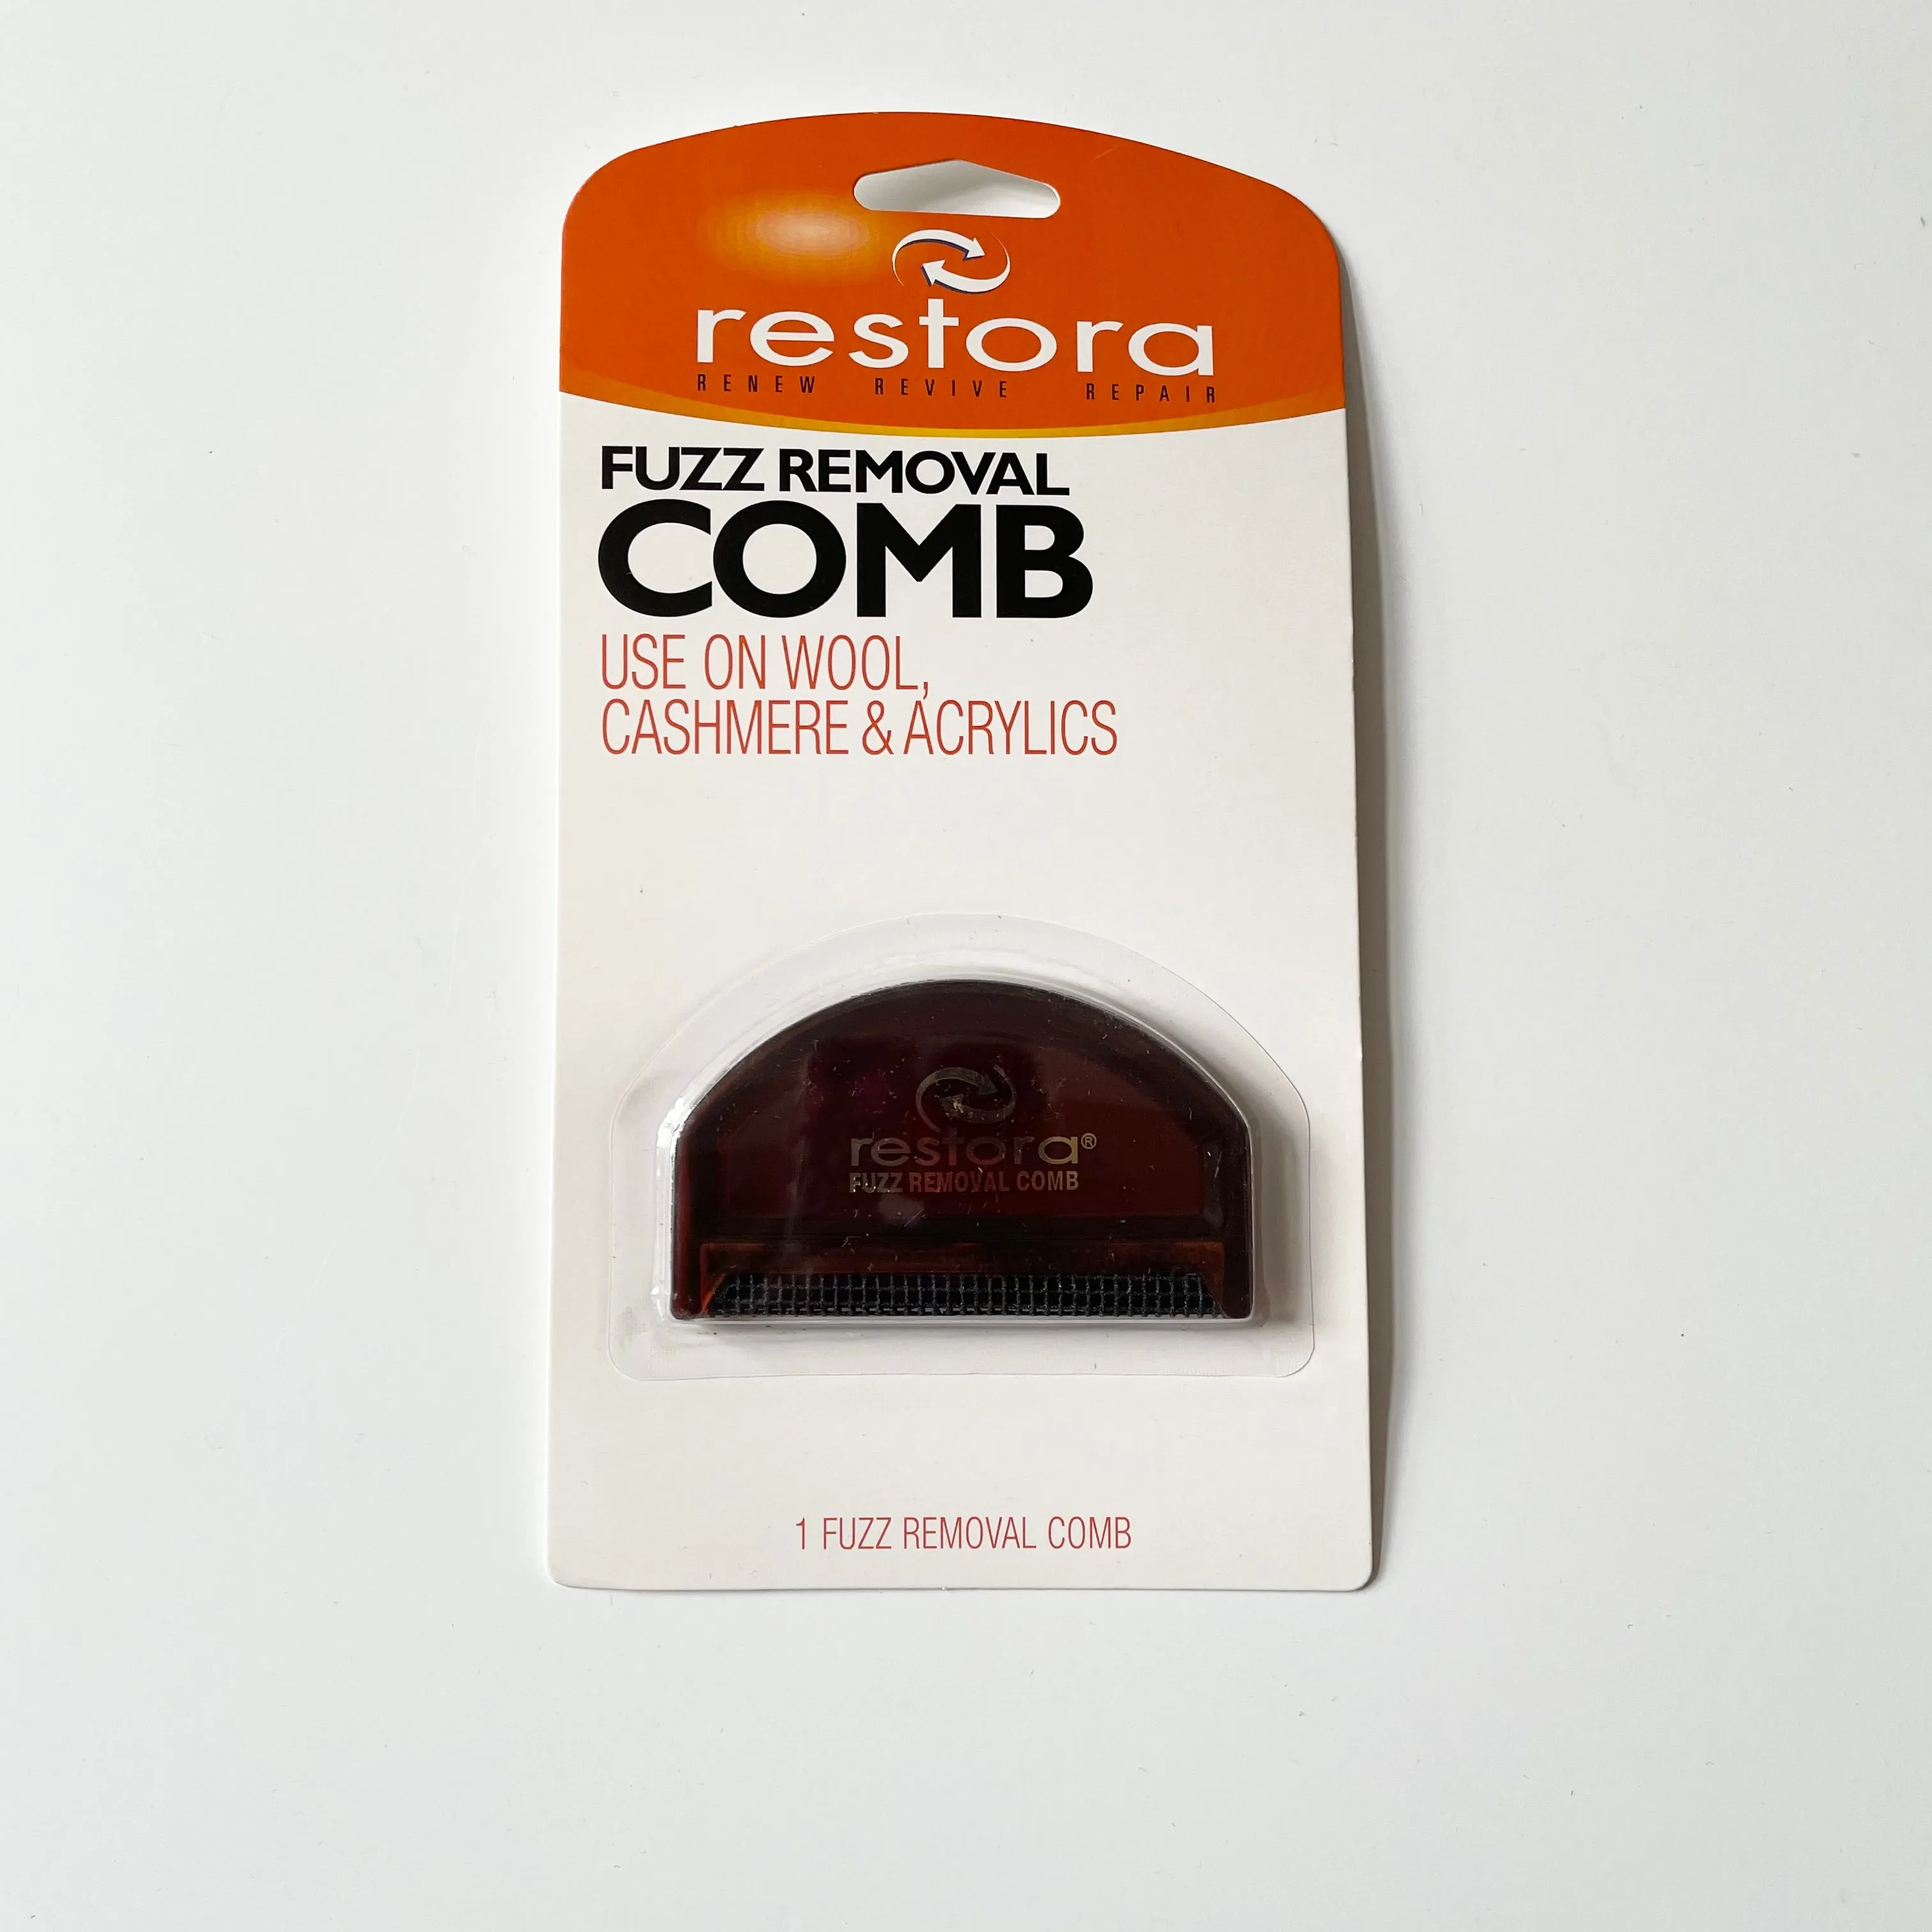 restora
RENEW REVIVE REPAIR
FUZZ REMOVAL
COMB
USE ON WOOL,
CASHMERE & ACRYLICS
restora®
FUZZ REMOVAL COMB
1 FUZZ REMOVAL COMB